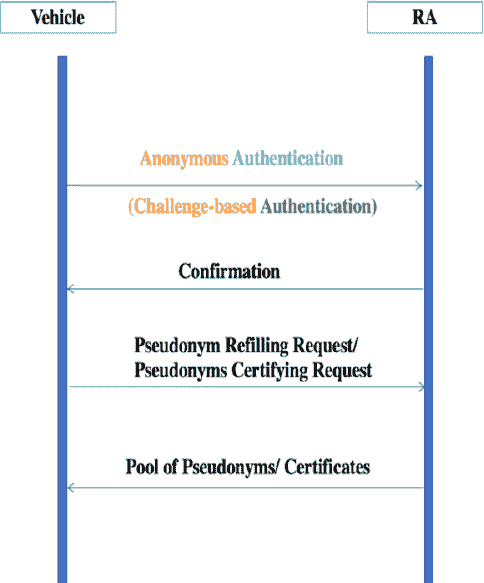 Vehicle
RA
Anonymous Authentication
(Challenge-based Authentication)
Confirmation
Pseudonym Refilling Request/
Pseudonyms Certifying Request
Pool of Pseudonyms/ Certificates